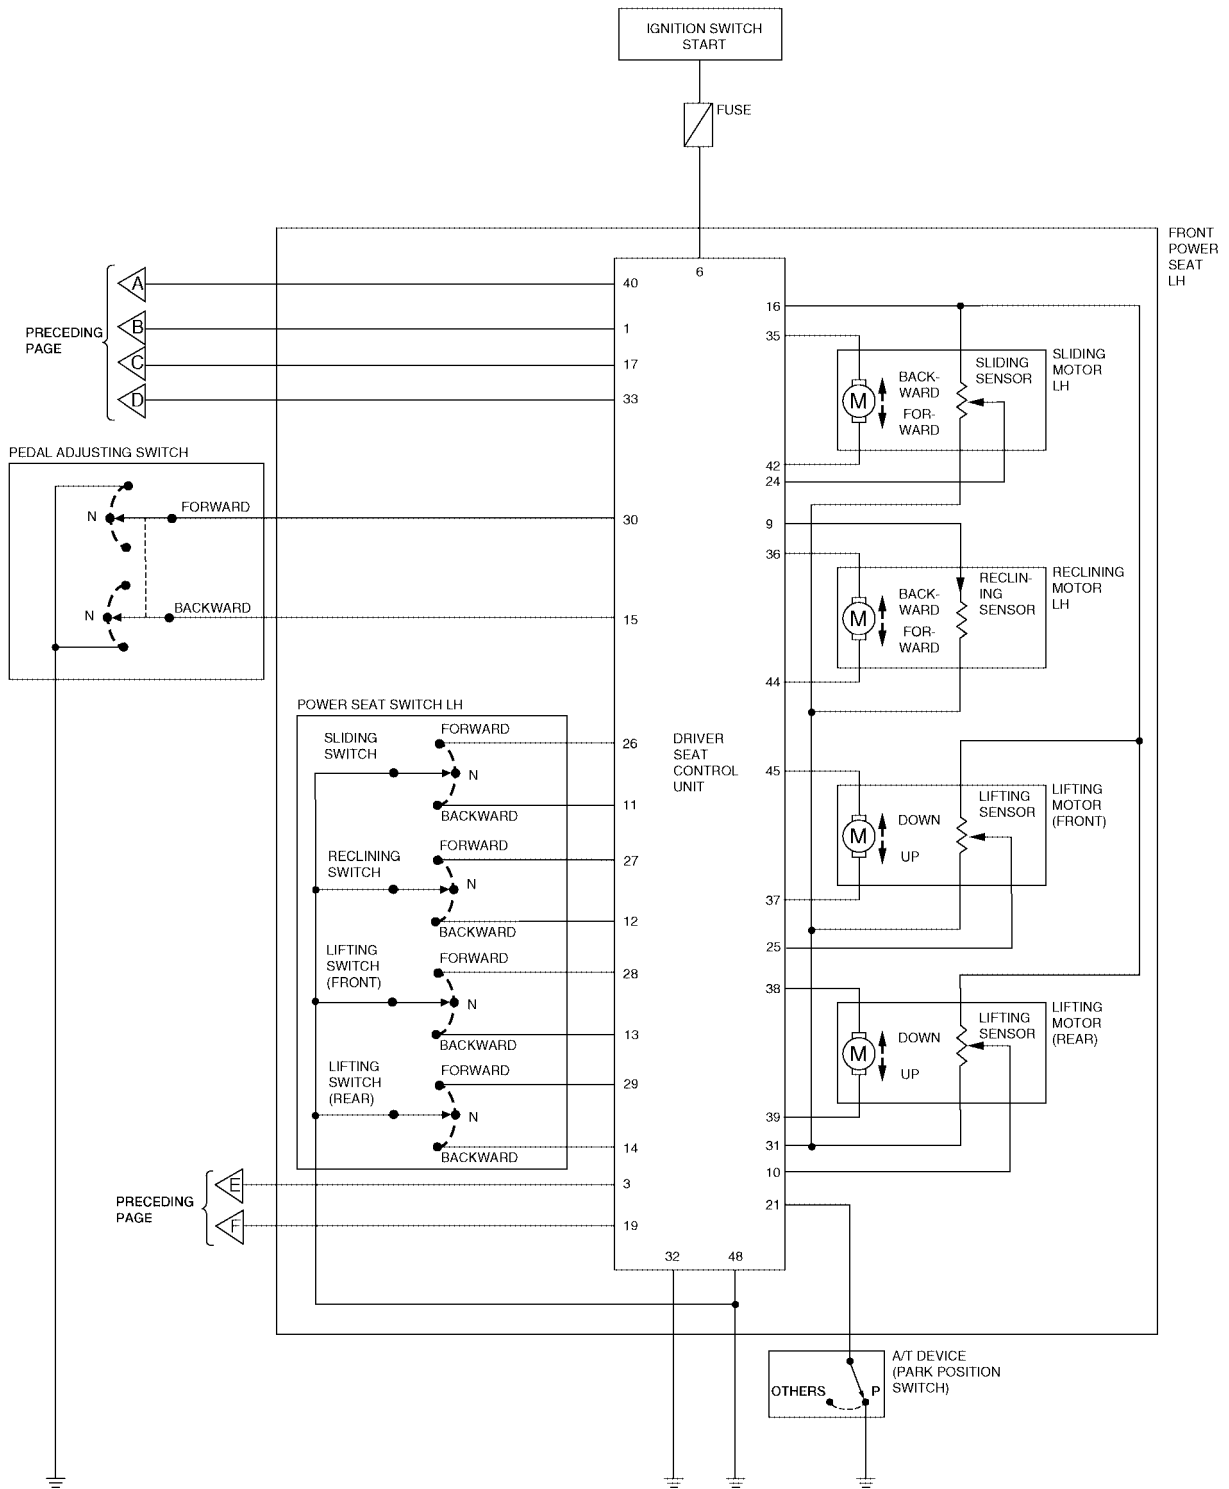 IGNITION SWITCH
START
FUSE
FRONT
POWER
SEAT
LH
6
A
40
B
1
C
17
D
33
PRECEDING
PAGE
16
35
SLIDING
SENSOR
SLIDING
MOTOR
LH
M
BACK-
WARD
FOR-
WARD
42
24
PEDAL ADJUSTING SWITCH
N
FORWARD
30
N
BACKWARD
15
9
36
RECLIN-
ING
SENSOR
RECLINING
MOTOR
LH
M
BACK-
WARD
FOR-
WARD
44
POWER SEAT SWITCH LH
SLIDING
SWITCH
FORWARD
N
BACKWARD
26
11
DRIVER
SEAT
CONTROL
UNIT
45
LIFTING
SENSOR
LIFTING
MOTOR
(FRONT)
M
DOWN
UP
37
25
RECLINING
SWITCH
FORWARD
N
BACKWARD
27
12
LIFTING
SWITCH
(FRONT)
FORWARD
N
BACKWARD
28
13
38
LIFTING
SENSOR
LIFTING
MOTOR
(REAR)
M
DOWN
UP
39
31
10
21
LIFTING
SWITCH
(REAR)
FORWARD
N
BACKWARD
29
14
PRECEDING
PAGE
E
3
F
19
32
48
A/T DEVICE
(PARK POSITION
SWITCH)
OTHERS
P